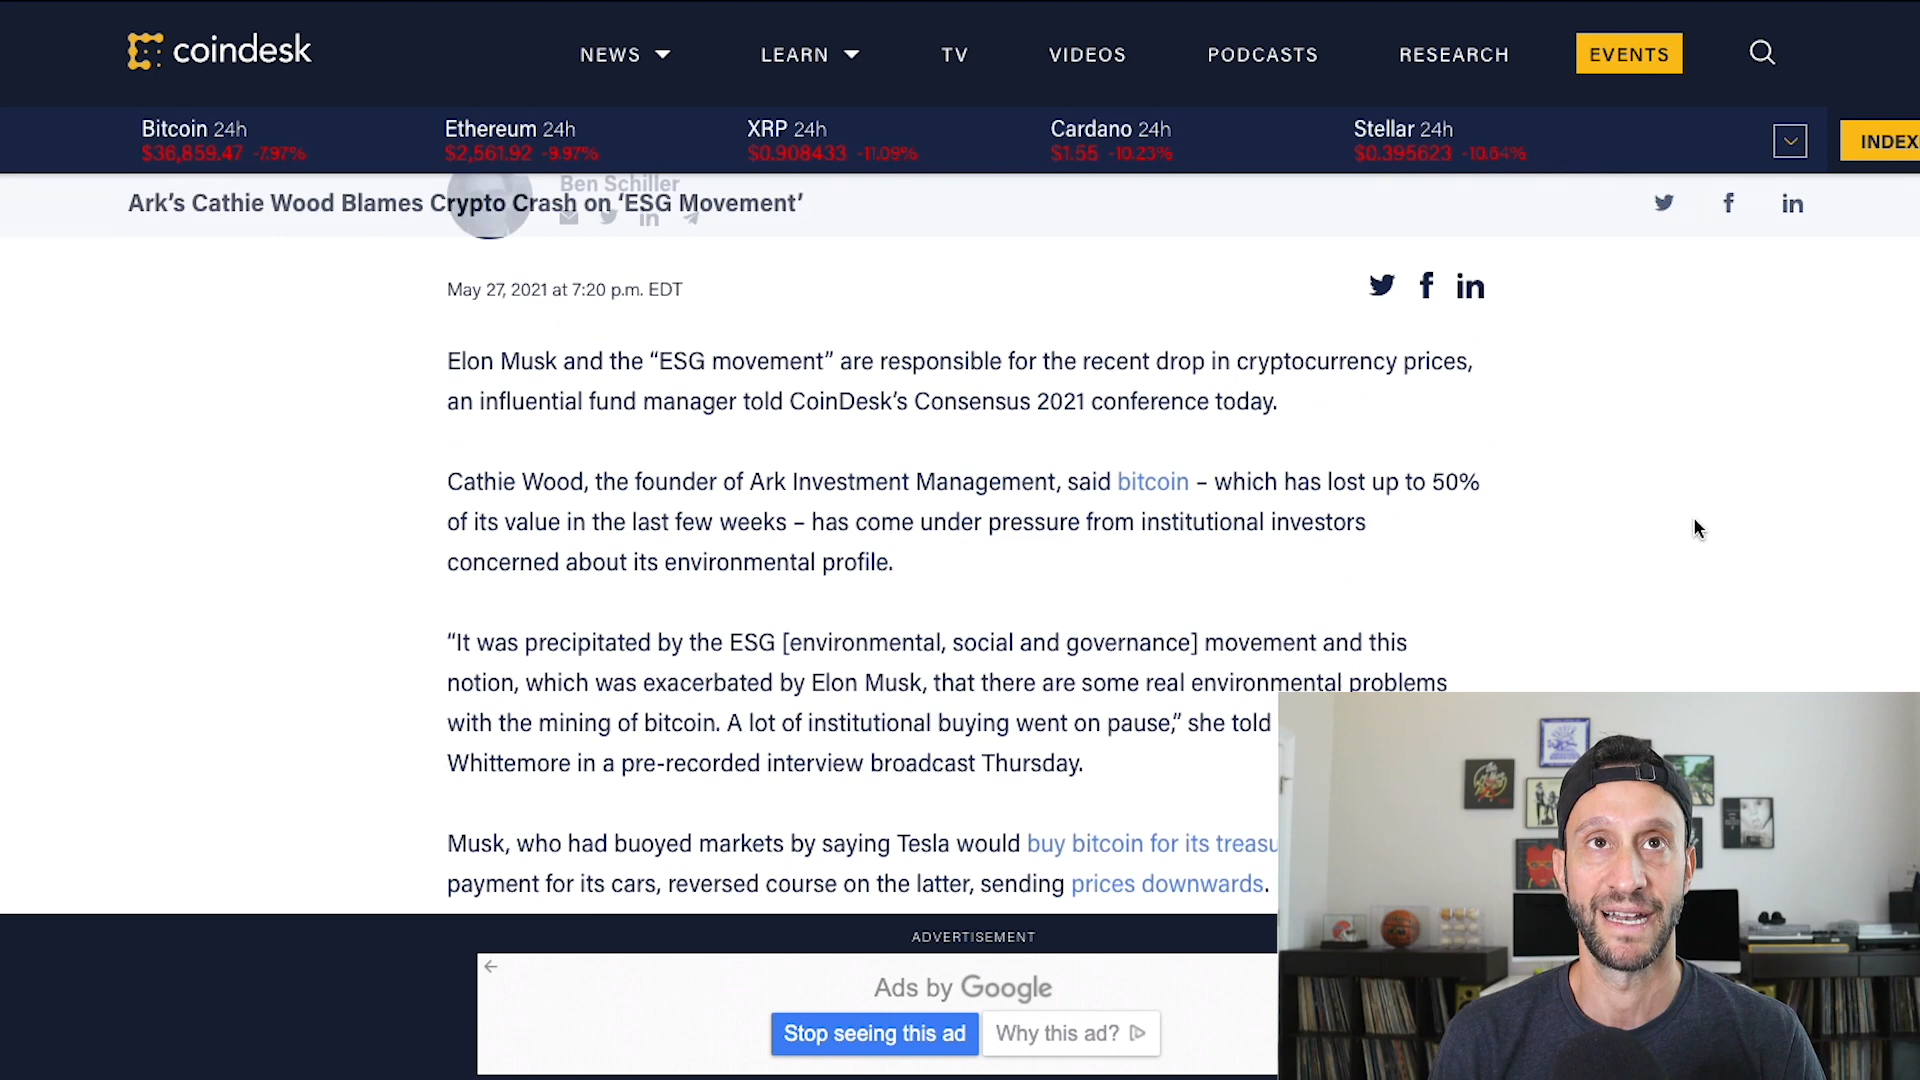 coindesk
NEWS
LEARN
TV
VIDEOS
PODCASTS
RESEARCH
EVENTS
Bitcoin 24h
$36,859.47 -7.97%
Ethereum 24h
$2,561.92 -9.97%
XRP 24h
$0.908433 -11.09%
Cardano 24h
$1.55 -10.23%
Stellar 24h
$0.395623 -10.64%
INDEX
Ben Schiller
Ark's Cathie Wood Blames Crypto Crash on ‘ESG Movement’
May 27, 2021 at 7:20 p.m. EDT
Elon Musk and the “ESG movement” are responsible for the recent drop in cryptocurrency prices,
an influential fund manager told CoinDesk’s Consensus 2021 conference today.
Cathie Wood, the founder of Ark Investment Management, said bitcoin – which has lost up to 50%
of its value in the last few weeks – has come under pressure from institutional investors
concerned about its environmental profile.
“It was precipitated by the ESG [environmental, social and governance] movement and this
notion, which was exacerbated by Elon Musk, that there are some real environmental problems
with the mining of bitcoin. A lot of institutional buying went on pause,” she told
Whittemore in a pre-recorded interview broadcast Thursday.
Musk, who had buoyed markets by saying Tesla would buy bitcoin for its treasu
payment for its cars, reversed course on the latter, sending prices downwards.
ADVERTISEMENT
Ads by Google
Stop seeing this ad
Why this ad?